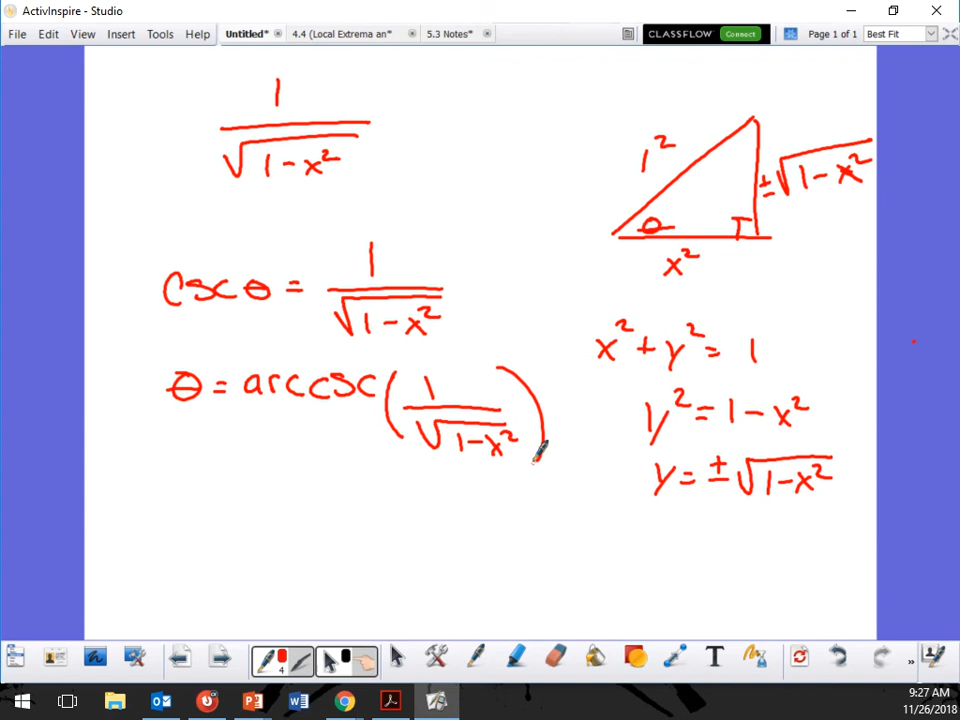 ActivInspire - Studio
File Edit View Insert Tools Help Untitled* 4.4 (Local Extrema an* 5.3 Notes* CLASSFLOW Connect Page 1 of 1 Best Fit
1
√1-x²
1²
±√1-x²
θ
x²
csc θ = 1
√1-x²
θ = arccsc(1
√1-x²)
x² + y² = 1
y² = 1 - x²
y = ±√1-x²
4
T
9:27 AM
11/26/2018